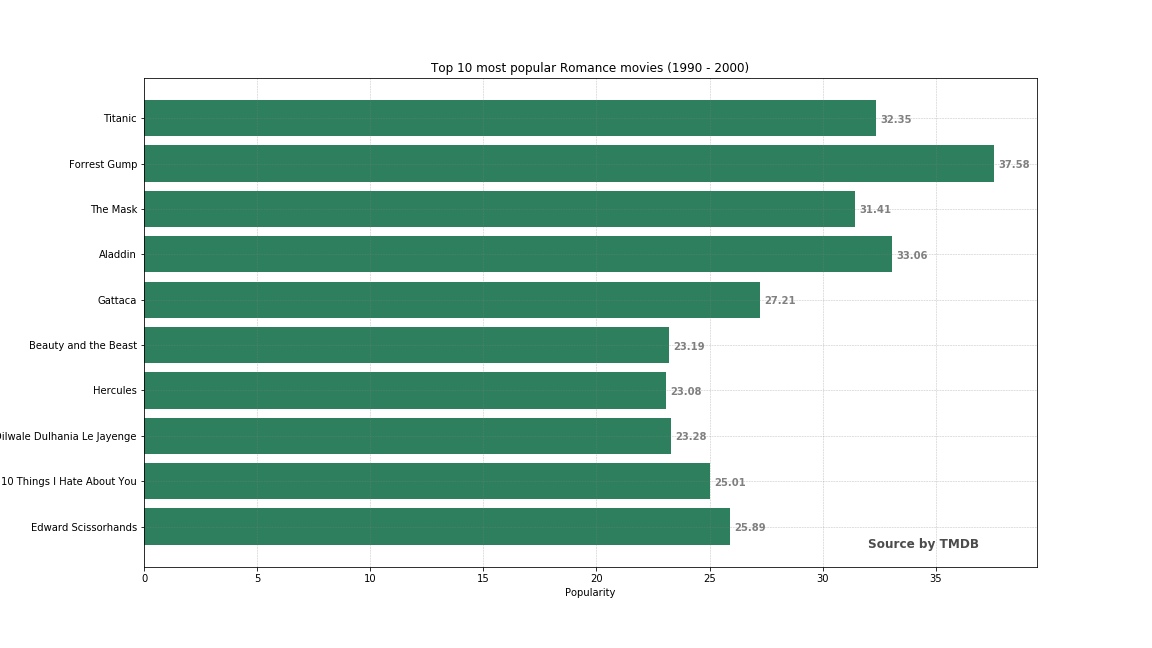 Top 10 most popular Romance movies (1990 - 2000)
Titanic 32.35
Forrest Gump 37.58
The Mask 31.41
Aladdin 33.06
Gattaca 27.21
Beauty and the Beast 23.19
Hercules 23.08
ilwale Dulhania Le Jayenge 23.28
10 Things I Hate About You 25.01
Edward Scissorhands 25.89
Source by TMDB
0 5 10 15 20 25 30 35
Popularity